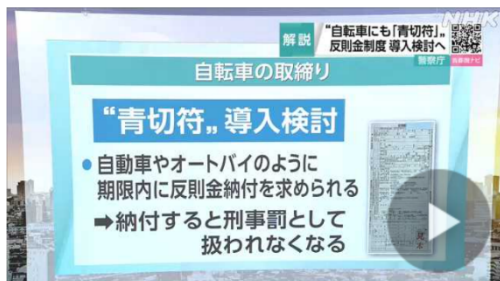 NHK
解説
〝自転車にも「青切符」〟
反則金制度 導入検討へ
警察庁
自転車の取締り
〝青切符〟導入検討
●自動車やオートバイのように
期限内に反則金納付を求められる
➡納付すると刑事罰として
扱われなくなる